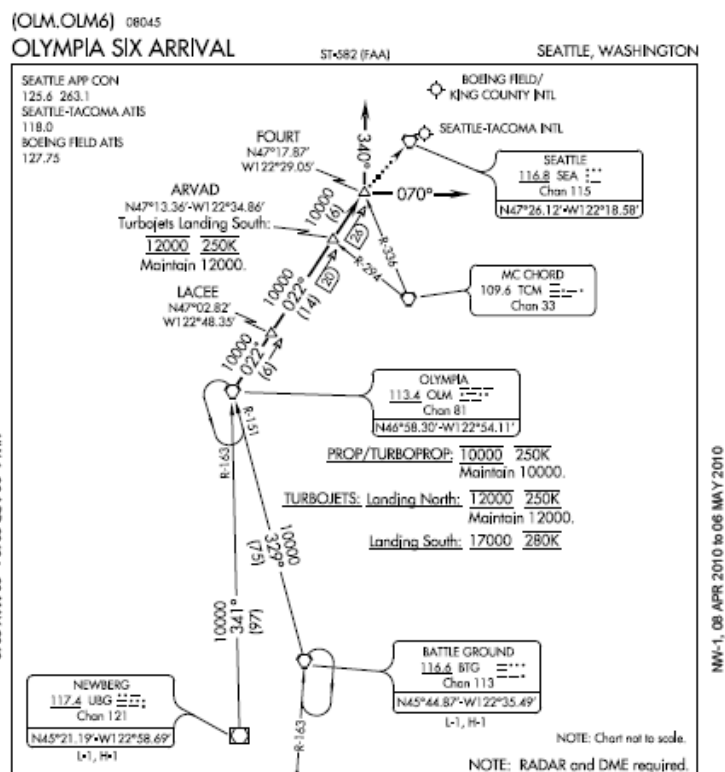 (OLM.OLM6) 08045
OLYMPIA SIX ARRIVAL
ST-582 (FAA)
SEATTLE, WASHINGTON
SEATTLE APP CON
125.6 263.1
SEATTLE-TACOMA ATIS
118.0
BOEING FIELD ATIS
127.75
BOEING FIELD/
KING COUNTY INTL
SEATTLE-TACOMA INTL
FOURT
N47°17.87'
W122°29.05'
340°
070°
SEATTLE
116.8 SEA
Chan 115
N47°26.12'-W122°18.58'
ARVAD
N47°13.36'-W122°34.86'
Turbojets Landing South:
12000 250K
Maintain 12000.
10000
(6)
26
R-336
R-294
MC CHORD
109.6 TCM
Chan 33
LACEE
N47°02.82'
W122°48.35'
10000
022°
(14)
20
10000
022°
(6)
OLYMPIA
113.4 OLM
Chan 81
N46°58.30'-W122°54.11'
R-151
R-163
PROP/TURBOPROP: 10000 250K
Maintain 10000.
TURBOJETS: Landing North: 12000 250K
Maintain 12000.
Landing South: 17000 280K
10000
329°
(75)
10000
341°
(97)
BATTLE GROUND
116.6 BTG
Chan 113
N45°44.87'-W122°35.49'
L-1, H-1
R-163
NEWBERG
117.4 UBG
Chan 121
N45°21.19'-W122°58.69'
L-1, H-1
NOTE: Chart not to scale.
NOTE: RADAR and DME required.
NW-1, 08 APR 2010 to 06 MAY 2010